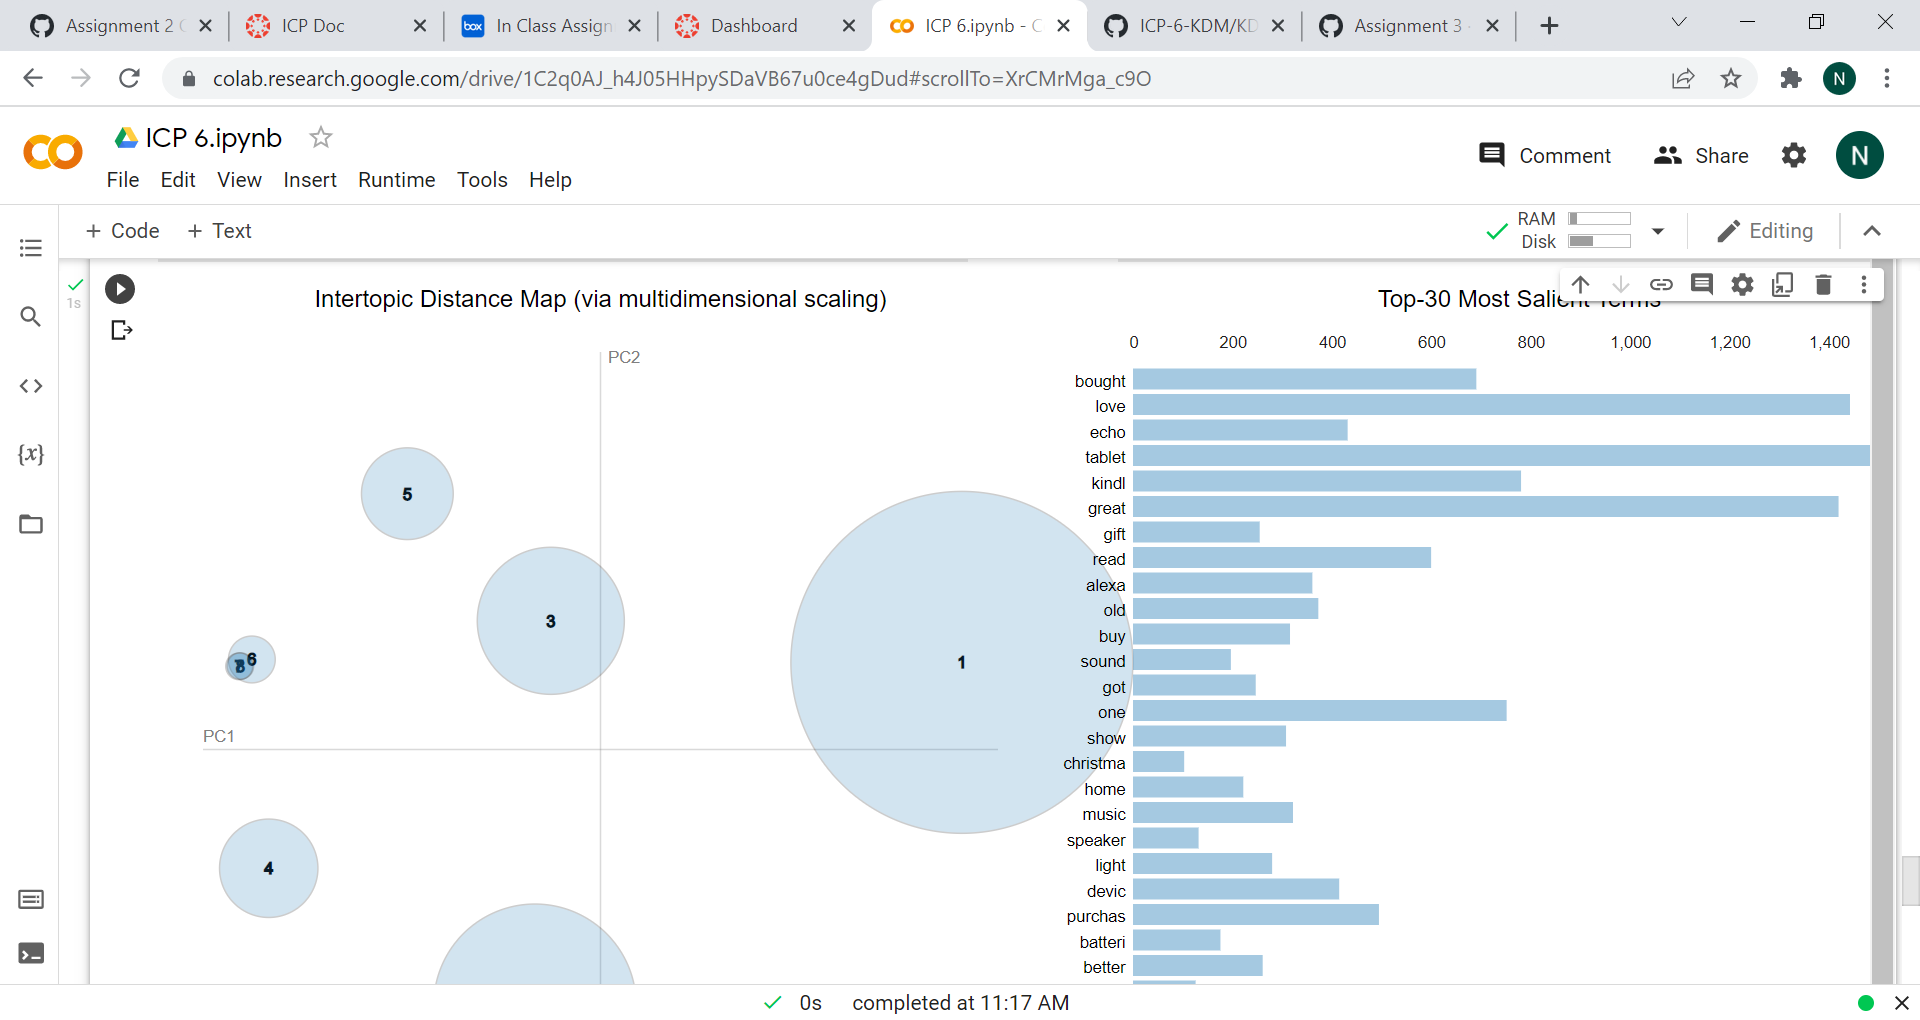 Assignment 2
ICP Doc
In Class Assign
Dashboard
ICP 6.ipynb - C
ICP-6-KDM/KD
Assignment 3 -
colab.research.google.com/drive/1C2q0AJ_h4J05HHpySDaVB67u0ce4gDud#scrollTo=XrCMrMga_c9O
N
CO
ICP 6.ipynb
Comment
Share
N
File Edit View Insert Runtime Tools Help
+ Code + Text
RAM
Disk
Editing
{x}
1s
Intertopic Distance Map (via multidimensional scaling)
Top-30 Most Salient Terms
PC2
PC1
5
3
1
6
4
0 200 400 600 800 1,000 1,200 1,400
bought
love
echo
tablet
kindl
great
gift
read
alexa
old
buy
sound
got
one
show
christma
home
music
speaker
light
devic
purchas
batteri
better
0s completed at 11:17 AM